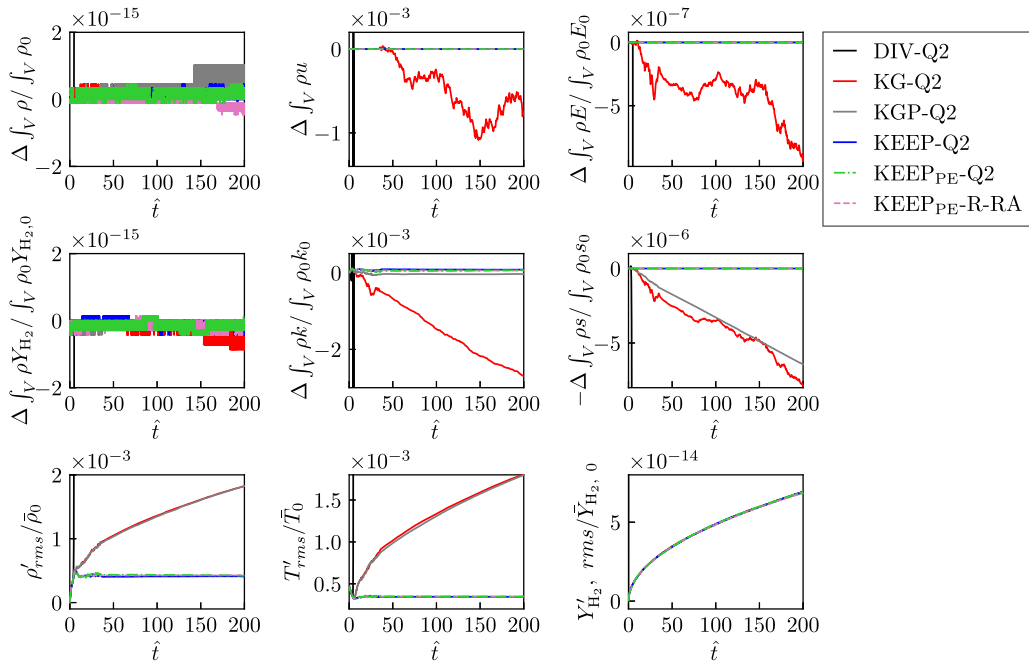 ×10⁻¹⁵
Δ ∫_V ρ / ∫_V ρ₀
2
0
−2
0 50 100 150 200
t̂
×10⁻³
Δ ∫_V ρu
0
−1
0 50 100 150 200
t̂
×10⁻⁷
Δ ∫_V ρE / ∫_V ρ₀E₀
0
−5
0 50 100 150 200
t̂
DIV-Q2
KG-Q2
KGP-Q2
KEEP-Q2
KEEP_PE-Q2
KEEP_PE-R-RA
×10⁻¹⁵
Δ ∫_V ρY_H₂ / ∫_V ρ₀Y_H₂,0
2
0
−2
0 50 100 150 200
t̂
×10⁻³
Δ ∫_V ρk / ∫_V ρ₀k₀
0
−2
0 50 100 150 200
t̂
×10⁻⁶
−Δ ∫_V ρs / ∫_V ρ₀s₀
0
−5
0 50 100 150 200
t̂
×10⁻³
ρ′_rms/ρ̄₀
2
1
0
0 50 100 150 200
t̂
×10⁻³
T′_rms/T̄₀
1.5
1.0
0.5
0 50 100 150 200
t̂
×10⁻¹⁴
Y′_H₂, rms/Ȳ_H₂, 0
5
0
0 50 100 150 200
t̂